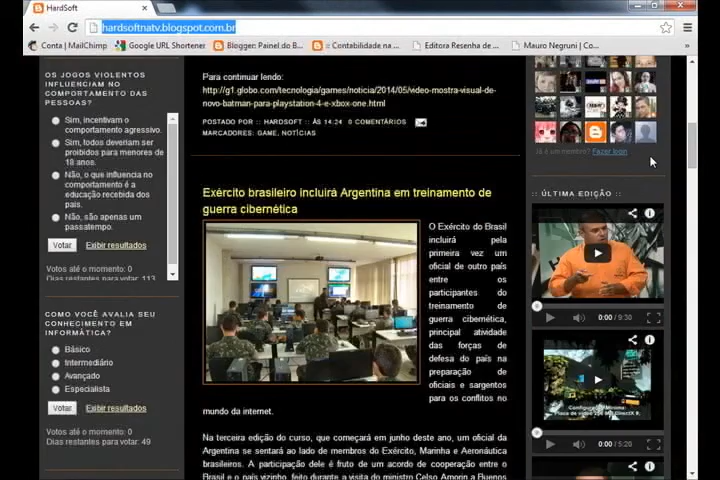 HardSoft
hardsoftnatv.blogspot.com.br
Conta | MailChimp
Google URL Shortener
Blogger: Painel do B...
:: Contabilidade na ...
Editora Resenha de ...
Mauro Negruni / Co...
OS JOGOS VIOLENTOS
INFLUENCIAM NO
COMPORTAMENTO DAS
PESSOAS?
Sim, incentivam o
comportamento agressivo.
Sim, todos deveriam ser
proibidos para menores de
18 anos.
Não, o que influencia no
comportamento é a
educação recebida dos
pais.
Não, são apenas um
passatempo.
Votar
Exibir resultados
Votos até o momento: 0
Dias restantes para votar: 113
COMO VOCÊ AVALIA SEU
CONHECIMENTO EM
INFORMÁTICA?
Básico
Intermediário
Avançado
Especialista
Votar
Exibir resultados
Votos até o momento: 0
Dias restantes para votar: 49
Para continuar lendo:
http://g1.globo.com/tecnologia/games/noticia/2014/05/video-mostra-visual-de-
novo-batman-para-playstation-4-e-xbox-one.html
POSTADO POR :: HARDSOFT :: ÀS 14:24 0 COMENTÁRIOS
MARCADORES: GAME, NOTÍCIAS
Exército brasileiro incluirá Argentina em treinamento de
guerra cibernética
O Exército do Brasil
incluirá pela
primeira vez um
oficial de outro país
entre os
participantes do
treinamento de
guerra cibernética,
principal atividade
das forças de
defesa do país na
preparação de
oficiais e sargentos
para os conflitos no
mundo da internet.
Na terceira edição do curso, que começará em junho deste ano, um oficial da
Argentina se sentará ao lado de membros do Exército, Marinha e Aeronáutica
brasileiros. A participação dele é fruto de um acordo de cooperação entre o
Brasil e o país vizinho, feito durante a visita do ministro Celso Amorim a Buenos
Já é um membro? Fazer login
:: ÚLTIMA EDIÇÃO ::
0:00 / 9:30
0:00 / 5:20